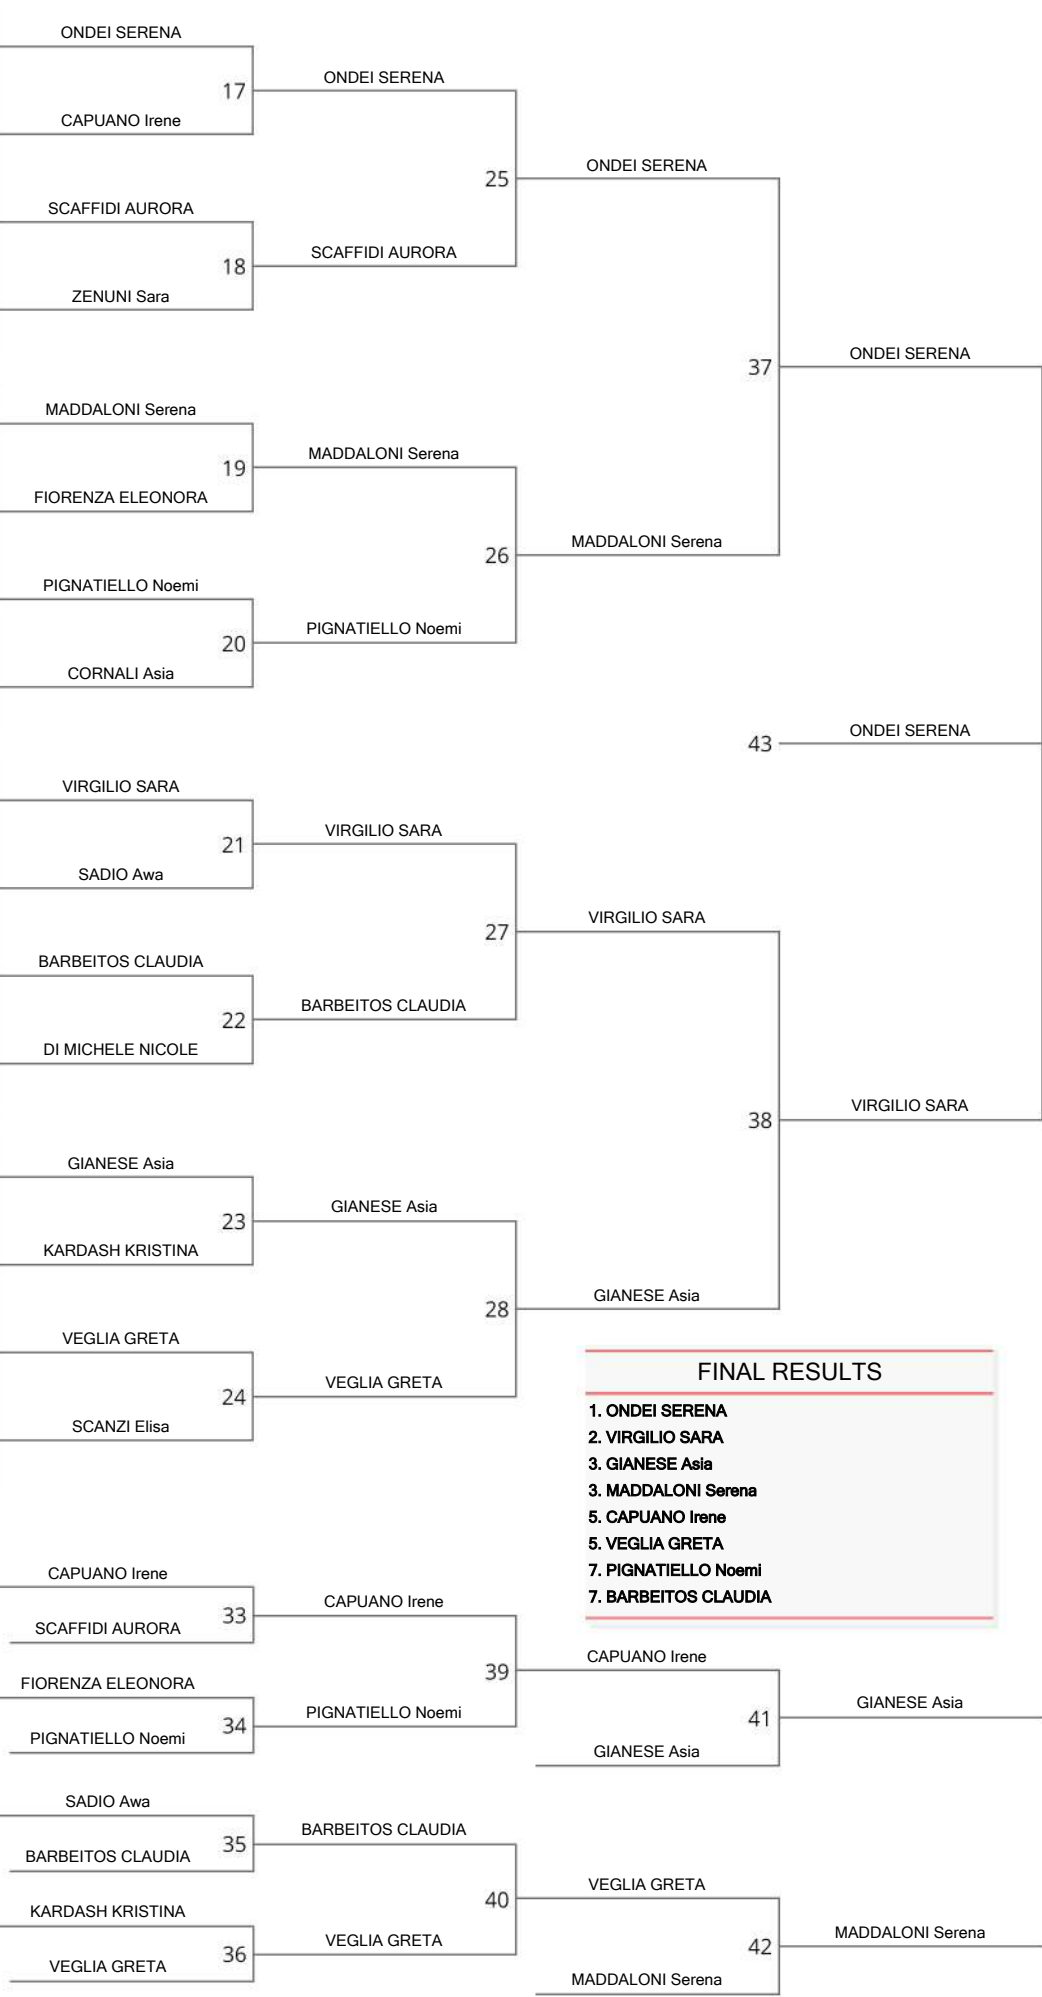 ONDEI SERENA
17
ONDEI SERENA
CAPUANO Irene
25
ONDEI SERENA
SCAFFIDI AURORA
18
SCAFFIDI AURORA
ZENUNI Sara
37
ONDEI SERENA
MADDALONI Serena
19
MADDALONI Serena
FIORENZA ELEONORA
26
MADDALONI Serena
PIGNATIELLO Noemi
20
PIGNATIELLO Noemi
CORNALI Asia
43
ONDEI SERENA
VIRGILIO SARA
21
VIRGILIO SARA
SADIO Awa
27
VIRGILIO SARA
BARBEITOS CLAUDIA
22
BARBEITOS CLAUDIA
DI MICHELE NICOLE
38
VIRGILIO SARA
GIANESE Asia
23
GIANESE Asia
KARDASH KRISTINA
28
GIANESE Asia
VEGLIA GRETA
24
VEGLIA GRETA
SCANZI Elisa
FINAL RESULTS
1. ONDEI SERENA
2. VIRGILIO SARA
3. GIANESE Asia
3. MADDALONI Serena
5. CAPUANO Irene
5. VEGLIA GRETA
7. PIGNATIELLO Noemi
7. BARBEITOS CLAUDIA
CAPUANO Irene
33
CAPUANO Irene
SCAFFIDI AURORA
39
CAPUANO Irene
FIORENZA ELEONORA
34
PIGNATIELLO Noemi
PIGNATIELLO Noemi
41
GIANESE Asia
GIANESE Asia
SADIO Awa
35
BARBEITOS CLAUDIA
BARBEITOS CLAUDIA
40
VEGLIA GRETA
KARDASH KRISTINA
36
VEGLIA GRETA
VEGLIA GRETA
42
MADDALONI Serena
MADDALONI Serena